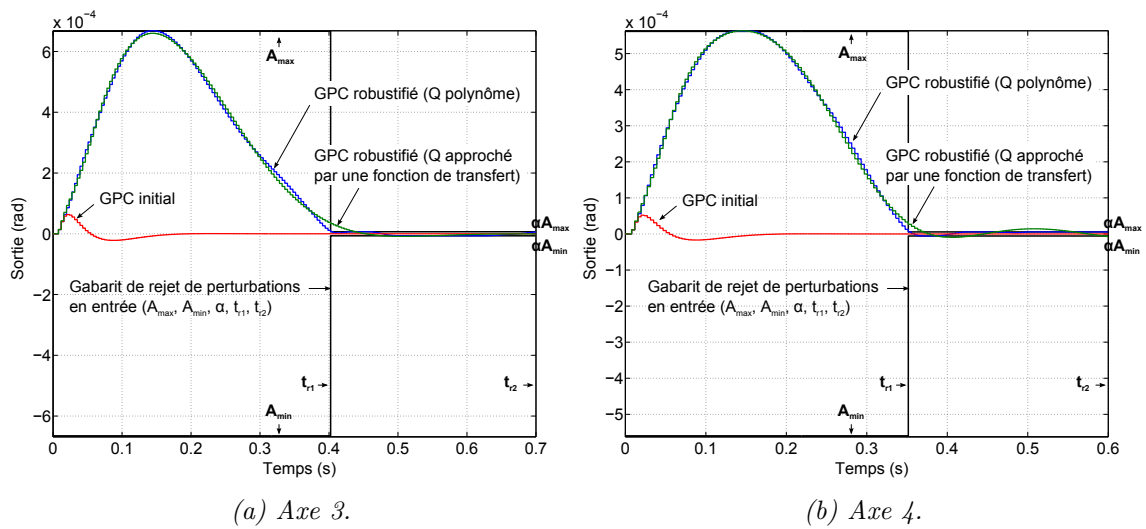 x 10⁻⁴
6
4
2
0
−2
−4
−6
Sortie (rad)
A_max
GPC robustifié (Q polynôme)
GPC robustifié (Q approché
par une fonction de transfert)
GPC initial
αA_max
αA_min
Gabarit de rejet de perturbations
en entrée (A_max, A_min, α, t_r1, t_r2)
t_r1
t_r2
A_min
0 0.1 0.2 0.3 0.4 0.5 0.6 0.7
Temps (s)
(a) Axe 3.
x 10⁻⁴
5
4
3
2
1
0
−1
−2
−3
−4
−5
Sortie (rad)
A_max
GPC robustifié (Q polynôme)
GPC robustifié (Q approché
par une fonction de transfert)
GPC initial
αA_max
αA_min
Gabarit de rejet de perturbations
en entrée (A_max, A_min, α, t_r1, t_r2)
t_r1
t_r2
A_min
0 0.1 0.2 0.3 0.4 0.5 0.6
Temps (s)
(b) Axe 4.